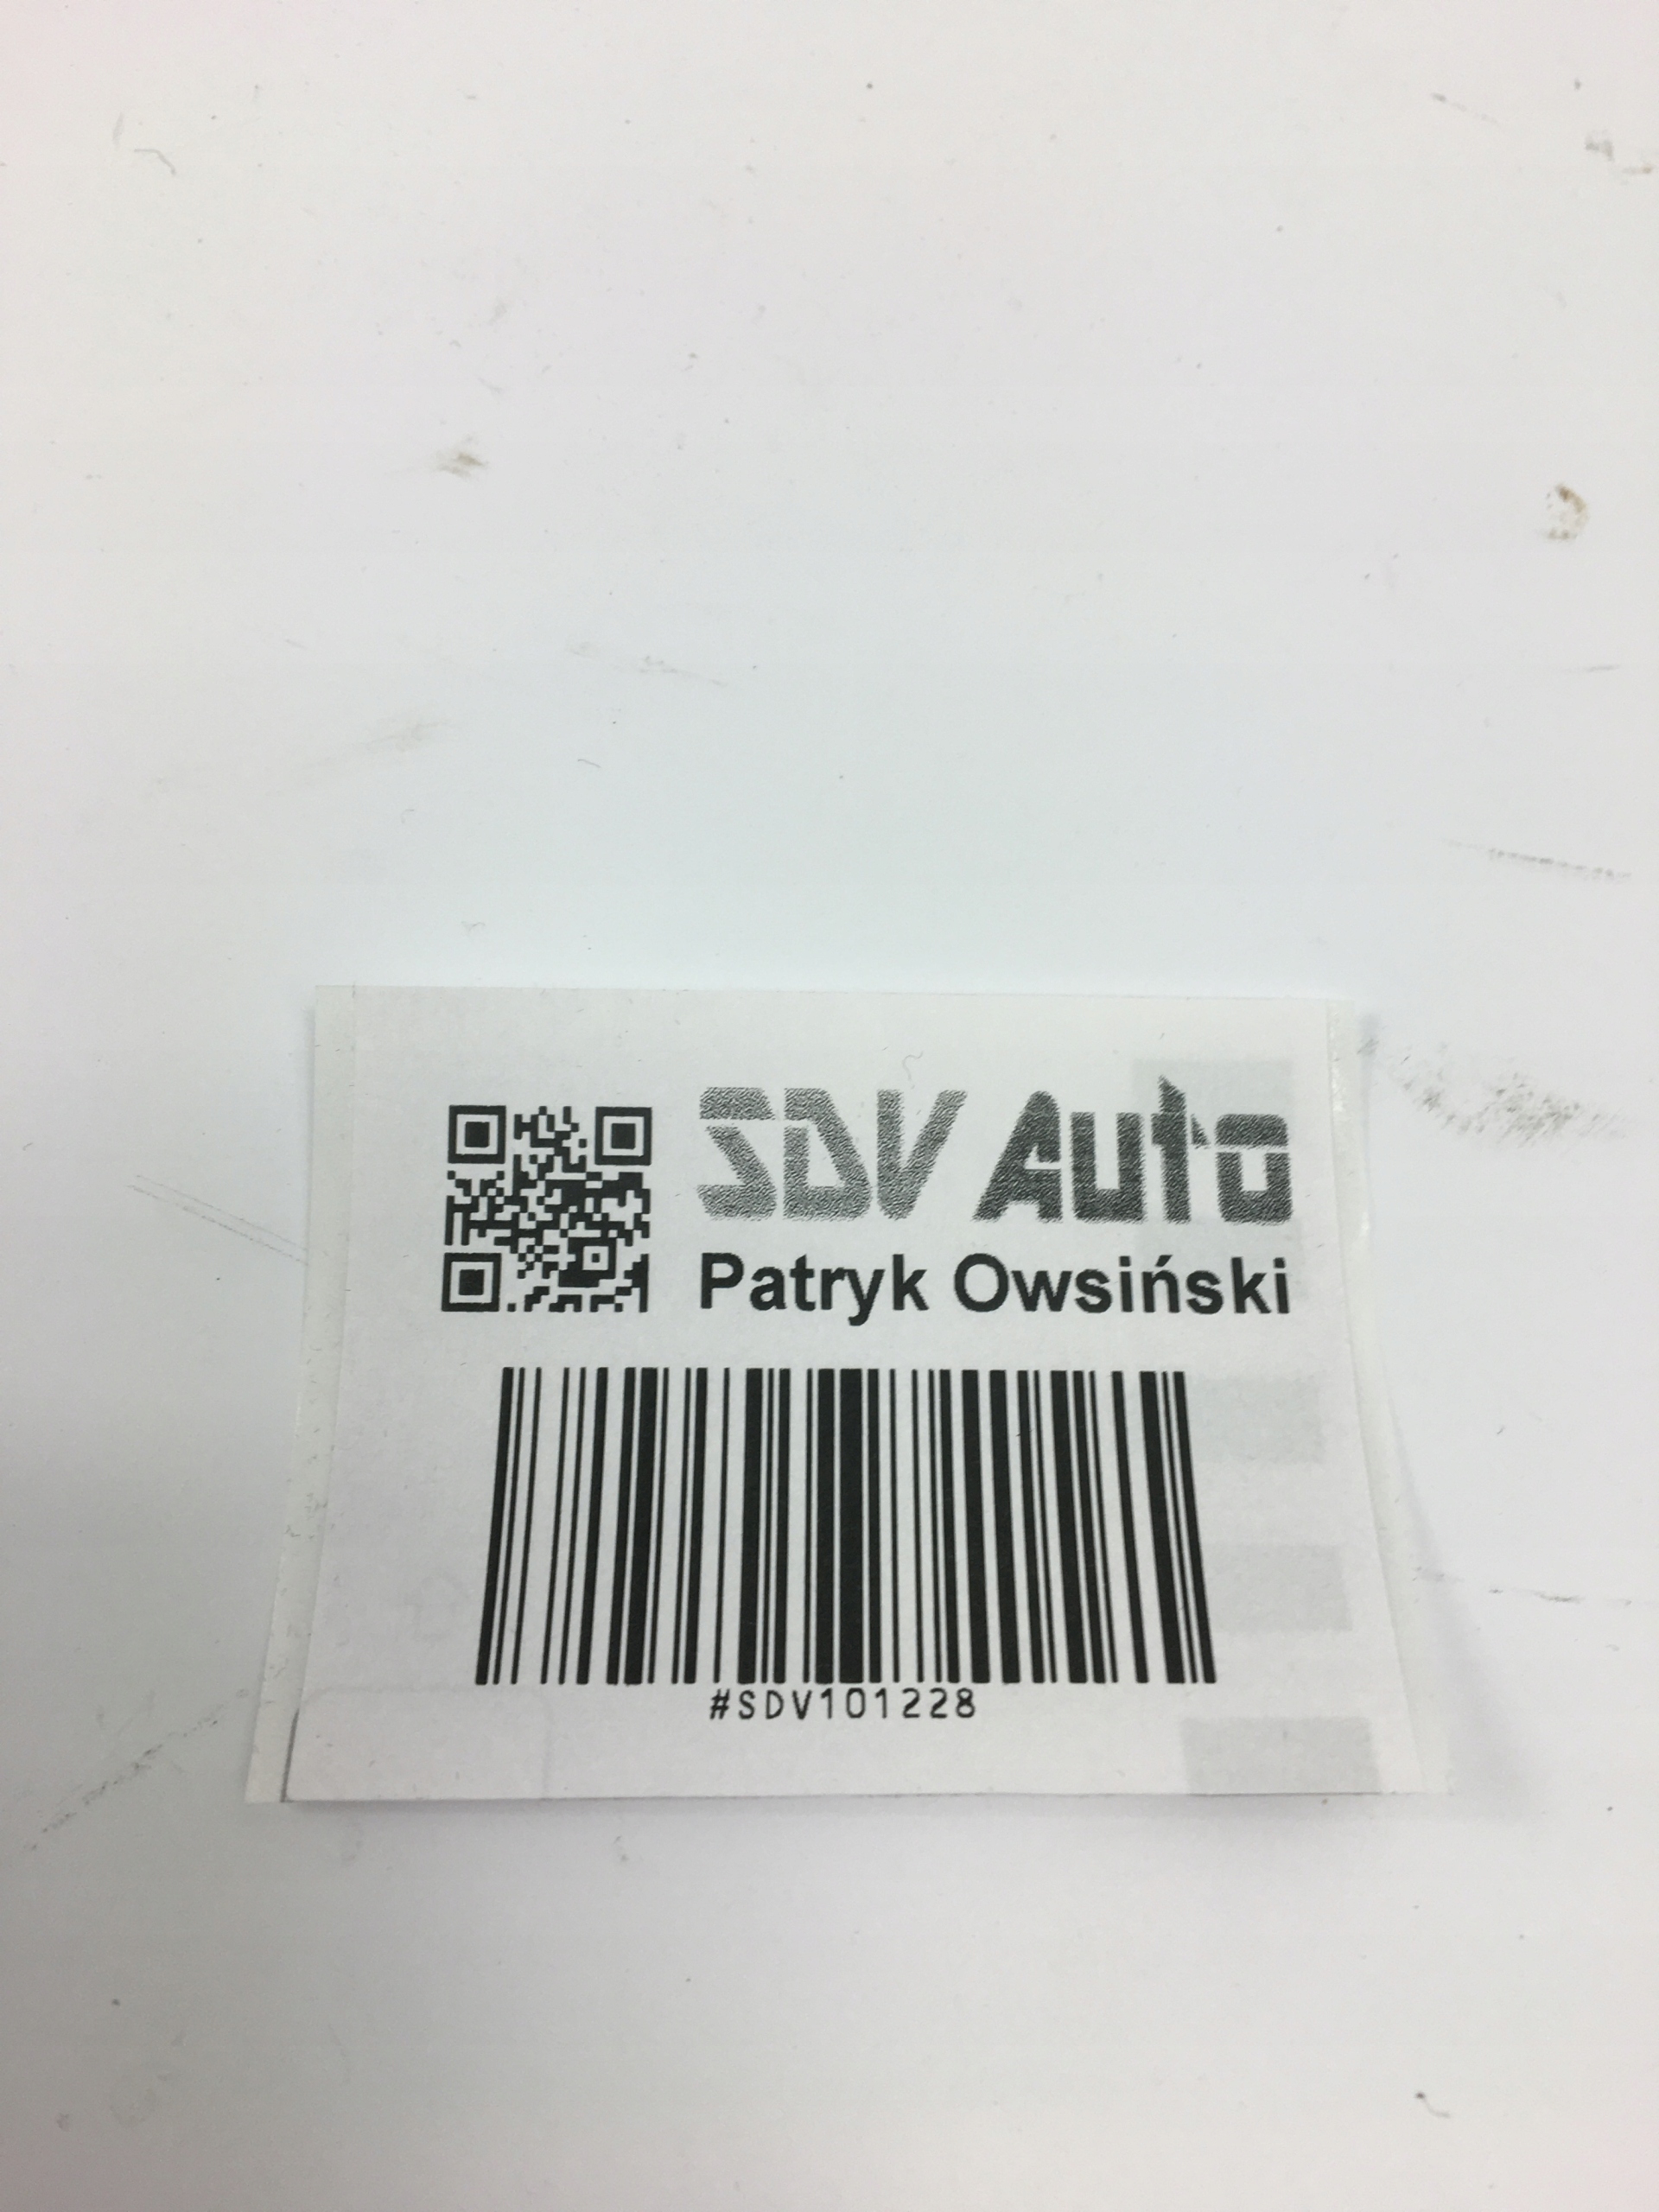 SDV Auto
Patryk Owsiński
#SDV101228